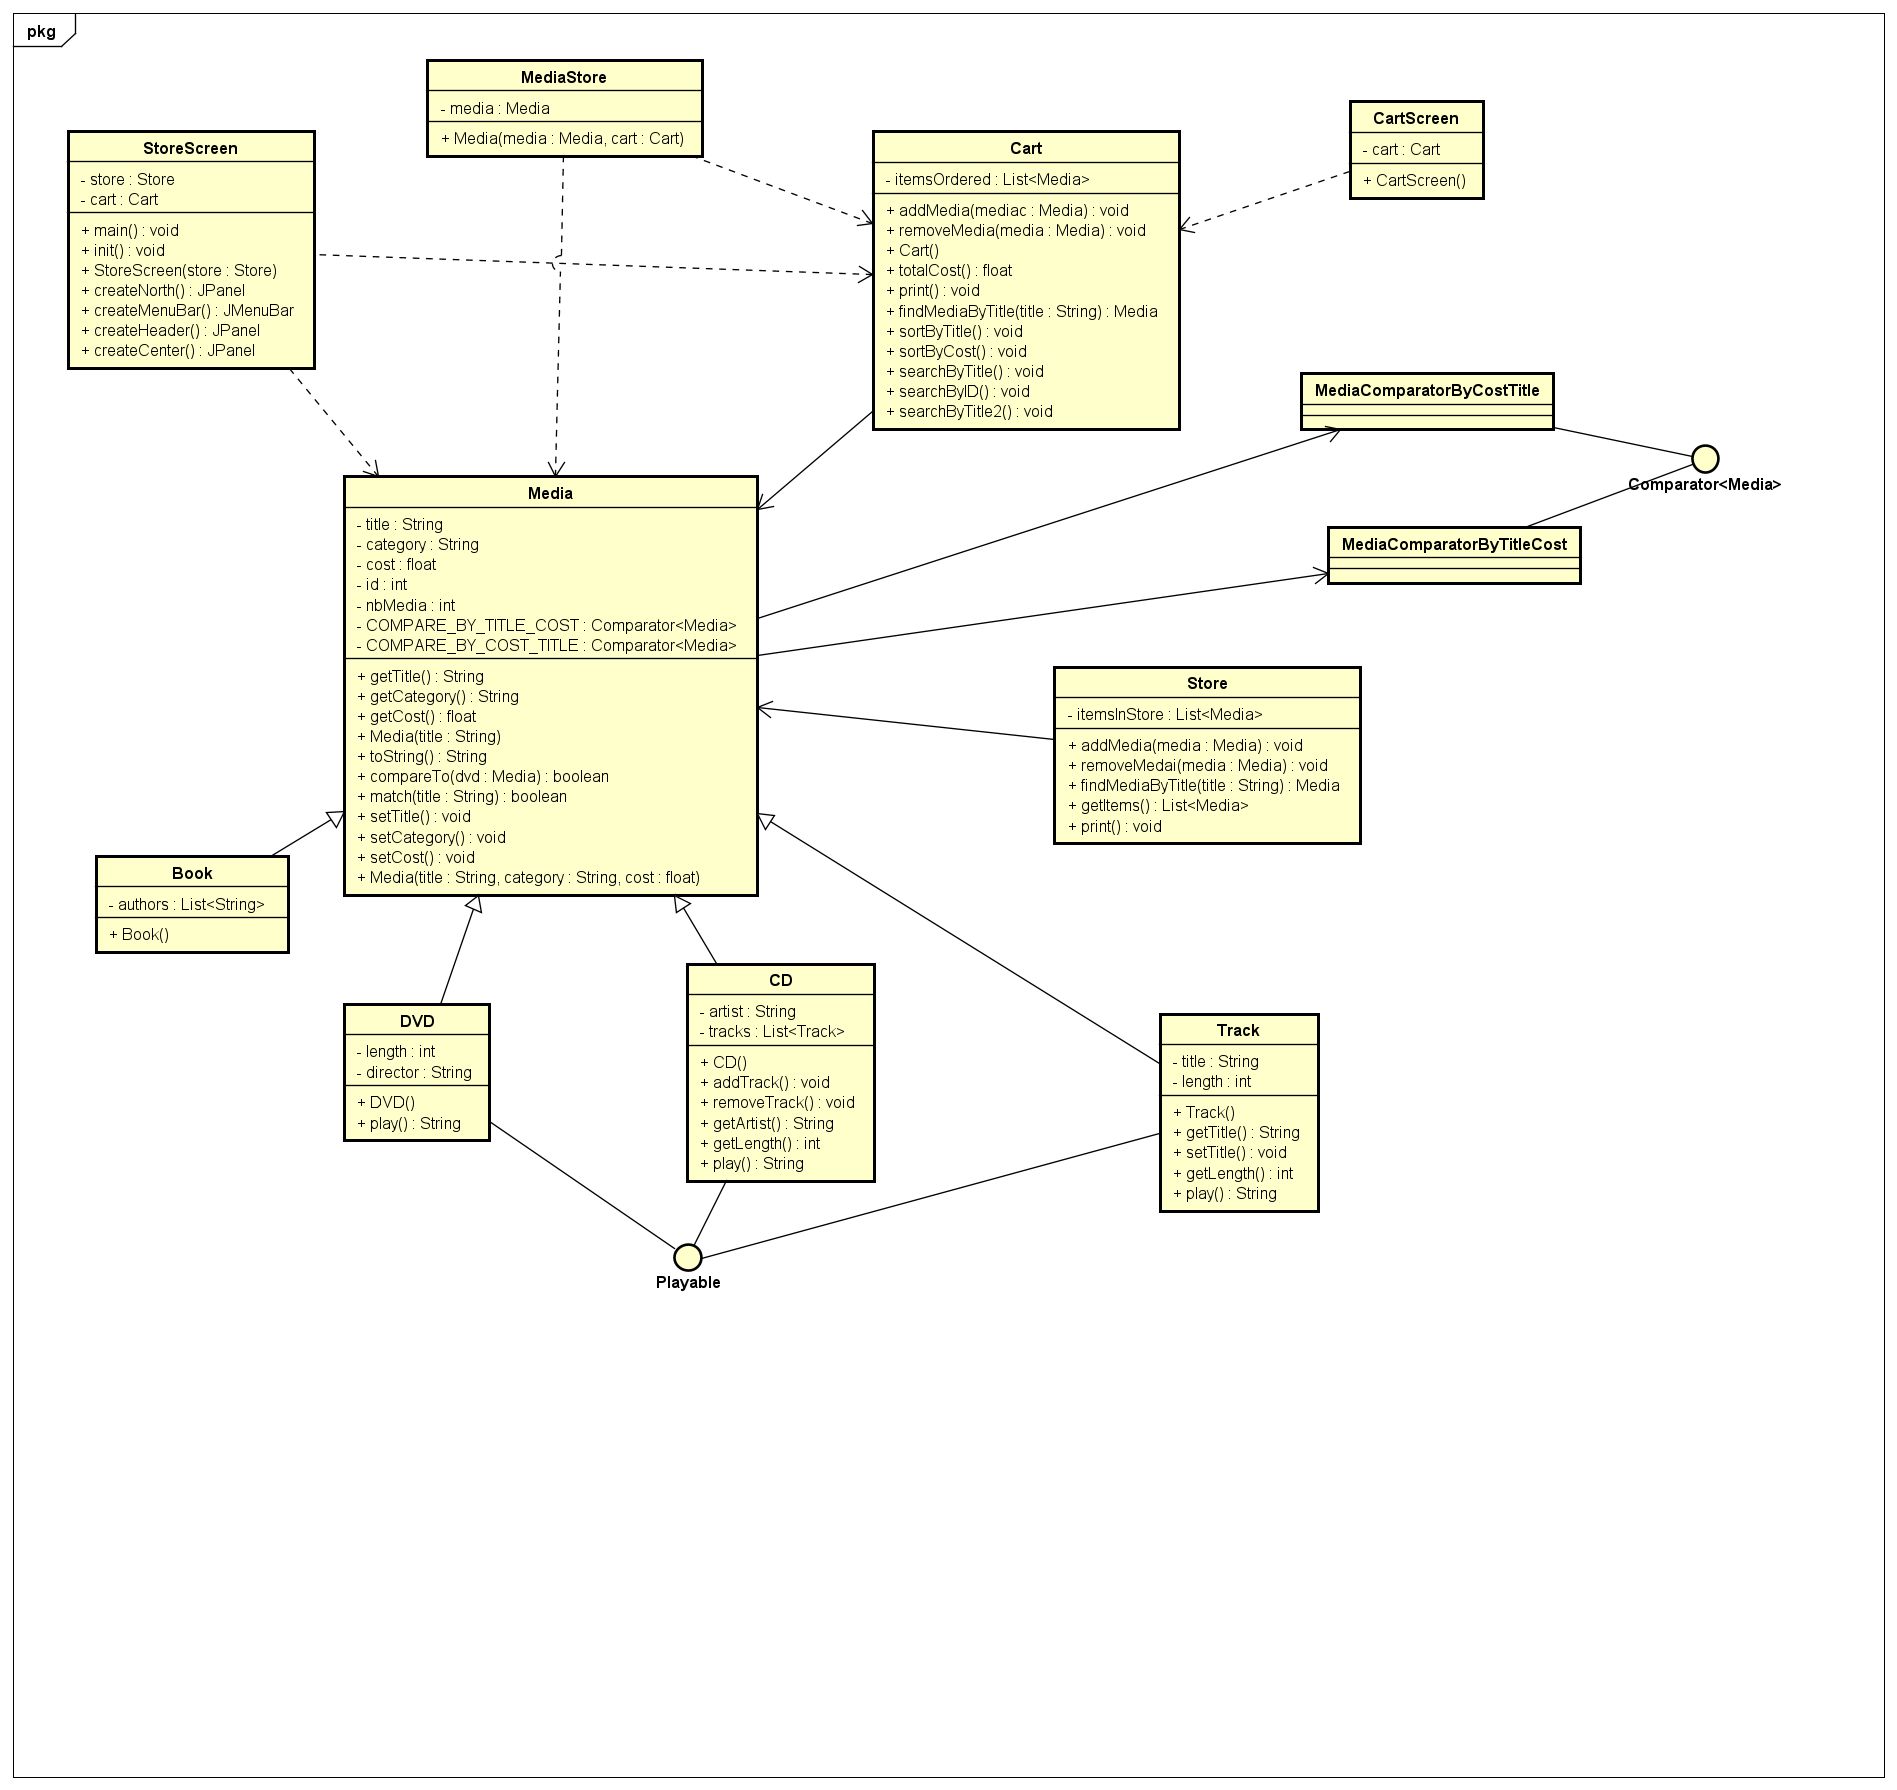 pkg
MediaStore
- media : Media
+ Media(media : Media, cart : Cart)
StoreScreen
- store : Store
- cart : Cart
+ main() : void
+ init() : void
+ StoreScreen(store : Store)
+ createNorth() : JPanel
+ createMenuBar() : JMenuBar
+ createHeader() : JPanel
+ createCenter() : JPanel
Cart
- itemsOrdered : List<Media>
+ addMedia(mediac : Media) : void
+ removeMedia(media : Media) : void
+ Cart()
+ totalCost() : float
+ print() : void
+ findMediaByTitle(title : String) : Media
+ sortByTitle() : void
+ sortByCost() : void
+ searchByTitle() : void
+ searchByID() : void
+ searchByTitle2() : void
CartScreen
- cart : Cart
+ CartScreen()
MediaComparatorByCostTitle
Comparator<Media>
MediaComparatorByTitleCost
Media
- title : String
- category : String
- cost : float
- id : int
- nbMedia : int
- COMPARE_BY_TITLE_COST : Comparator<Media>
- COMPARE_BY_COST_TITLE : Comparator<Media>
+ getTitle() : String
+ getCategory() : String
+ getCost() : float
+ Media(title : String)
+ toString() : String
+ compareTo(dvd : Media) : boolean
+ match(title : String) : boolean
+ setTitle() : void
+ setCategory() : void
+ setCost() : void
+ Media(title : String, category : String, cost : float)
Store
- itemsInStore : List<Media>
+ addMedia(media : Media) : void
+ removeMedai(media : Media) : void
+ findMediaByTitle(title : String) : Media
+ getItems() : List<Media>
+ print() : void
Book
- authors : List<String>
+ Book()
DVD
- length : int
- director : String
+ DVD()
+ play() : String
CD
- artist : String
- tracks : List<Track>
+ CD()
+ addTrack() : void
+ removeTrack() : void
+ getArtist() : String
+ getLength() : int
+ play() : String
Track
- title : String
- length : int
+ Track()
+ getTitle() : String
+ setTitle() : void
+ getLength() : int
+ play() : String
Playable